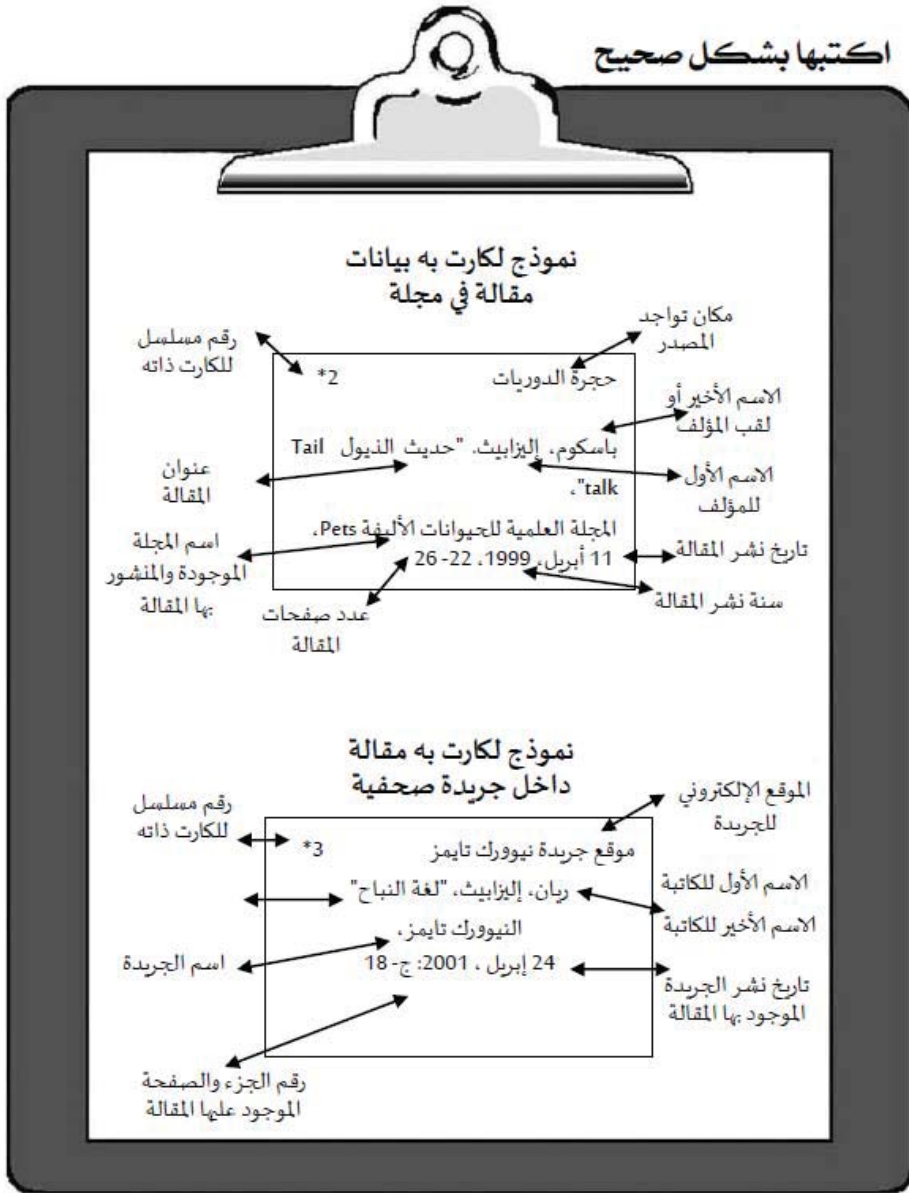 اكتبها بشكل صحيح
نموذج لكارت به بيانات
مقالة في مجلة
مكان تواجد
المصدر
رقم مسلسل
للكارت ذاته
حجرة الدوريات
2*
الاسم الأخير أو
لقب المؤلف
باسكوم، إليزابيث. "حديث الذيول Tail
talk"،
الاسم الأول
للمؤلف
عنوان
المقالة
المجلة العلمية للحيوانات الأليفة Pets،
11 أبريل، 1999، 22- 26
تاريخ نشر المقالة
اسم المجلة
الموجودة والمنشور
بها المقالة
سنة نشر المقالة
عدد صفحات
المقالة
نموذج لكارت به مقالة
داخل جريدة صحفية
الموقع الإلكتروني
للجريدة
رقم مسلسل
للكارت ذاته
موقع جريدة نيوورك تايمز
3*
ريان، إليزابيث، "لغة النباح"
الاسم الأول للكاتبة
الاسم الأخير للكاتبة
النيوورك تايمز،
24 إبريل ، 2001: ج- 18
اسم الجريدة
تاريخ نشر الجريدة
الموجود بها المقالة
رقم الجزء والصفحة
الموجود عليها المقالة